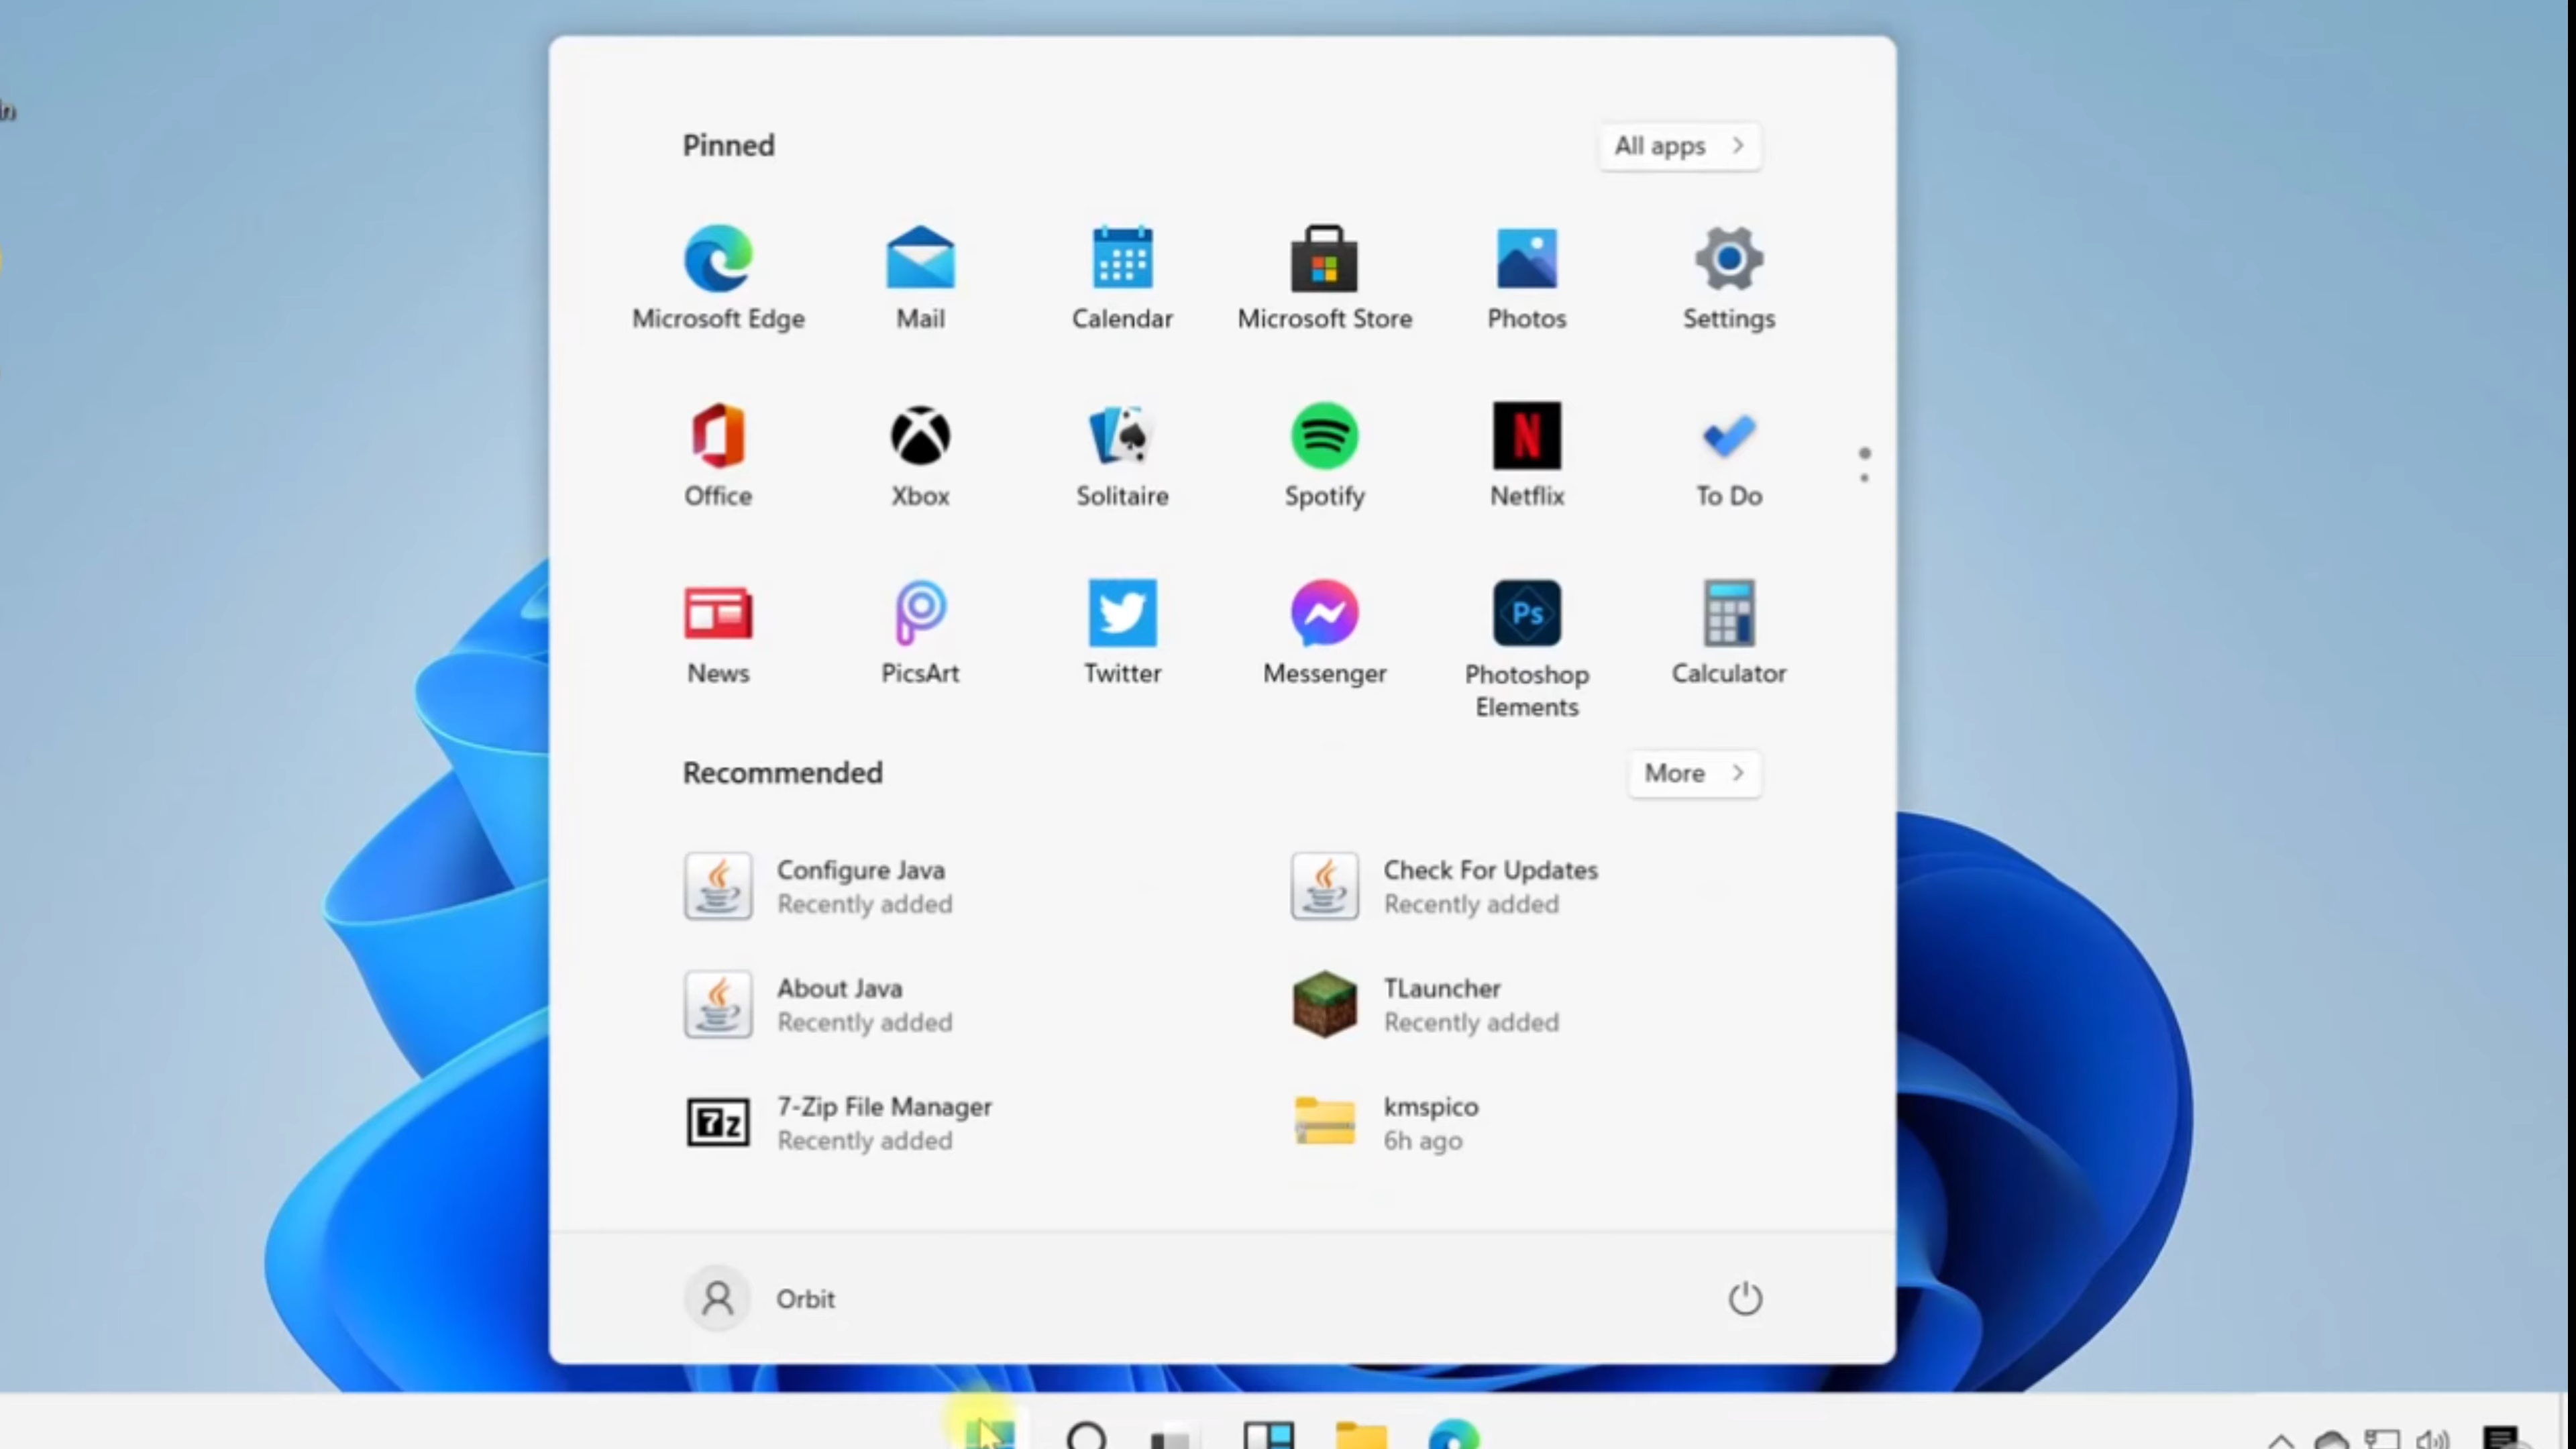 Pinned
All apps
Microsoft Edge
Mail
Calendar
Microsoft Store
Photos
Settings
Office
Xbox
Solitaire
Spotify
Netflix
To Do
News
PicsArt
Twitter
Messenger
Photoshop
Elements
Calculator
Recommended
More
Configure Java
Recently added
Check For Updates
Recently added
About Java
Recently added
TLauncher
Recently added
7-Zip File Manager
Recently added
kmspico
6h ago
Orbit